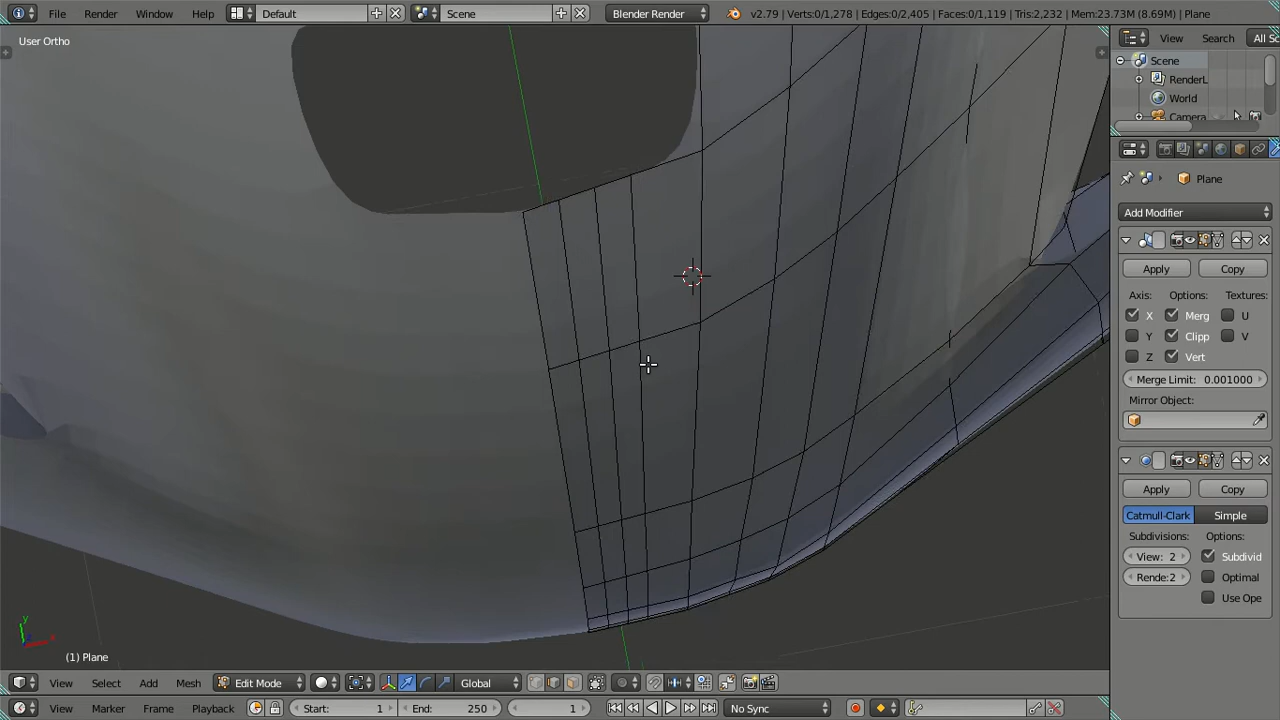 File Render Window Help Default Scene Blender Render v2.79 | Verts:0/1,278 | Edges:0/2,405 | Faces:0/1,119 | Tris:2,232 | Mem:23.73M (8.69M) | Plane
User Ortho
View Search All Sc
Scene
RenderL
World
Camera
Plane
Add Modifier
Apply Copy
Axis: Options: Textures:
X Merg U
Y Clipp V
Z Vert
Merge Limit: 0.001000
Mirror Object:
Apply Copy
Catmull-Clark Simple
Subdivisions: Options:
View: 2 Subdivid
Rende:2 Optimal
Use Ope
y
x
z
(1) Plane
View Select Add Mesh Edit Mode Global
View Marker Frame Playback Start: 1 End: 250 1 No Sync